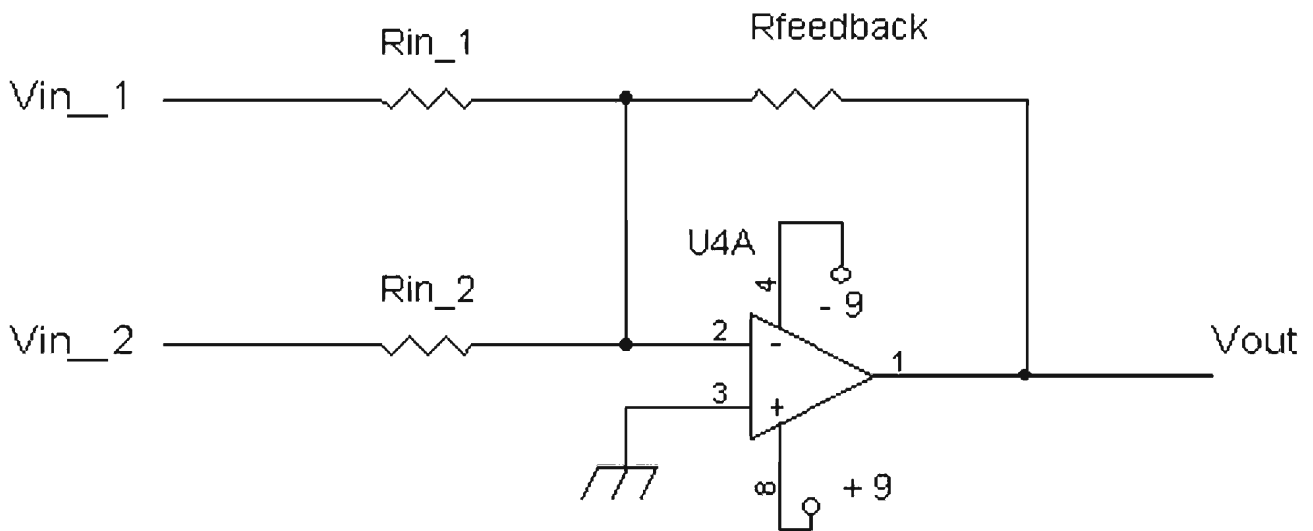 Rin_1
Rfeedback
Vin__1
U4A
4
- 9
Rin_2
Vin__2
2
-
1
Vout
3
+
8
+ 9